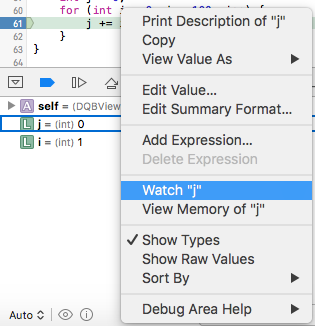 60
for (int i
61
j +=
62
}
63
}
64
Print Description of "j"
Copy
View Value As
Edit Value...
Edit Summary Format...
Add Expression...
Delete Expression
Watch "j"
View Memory of "j"
✓ Show Types
Show Raw Values
Sort By
Debug Area Help
A self = (DQBView
L j = (int) 0
L i = (int) 1
Auto